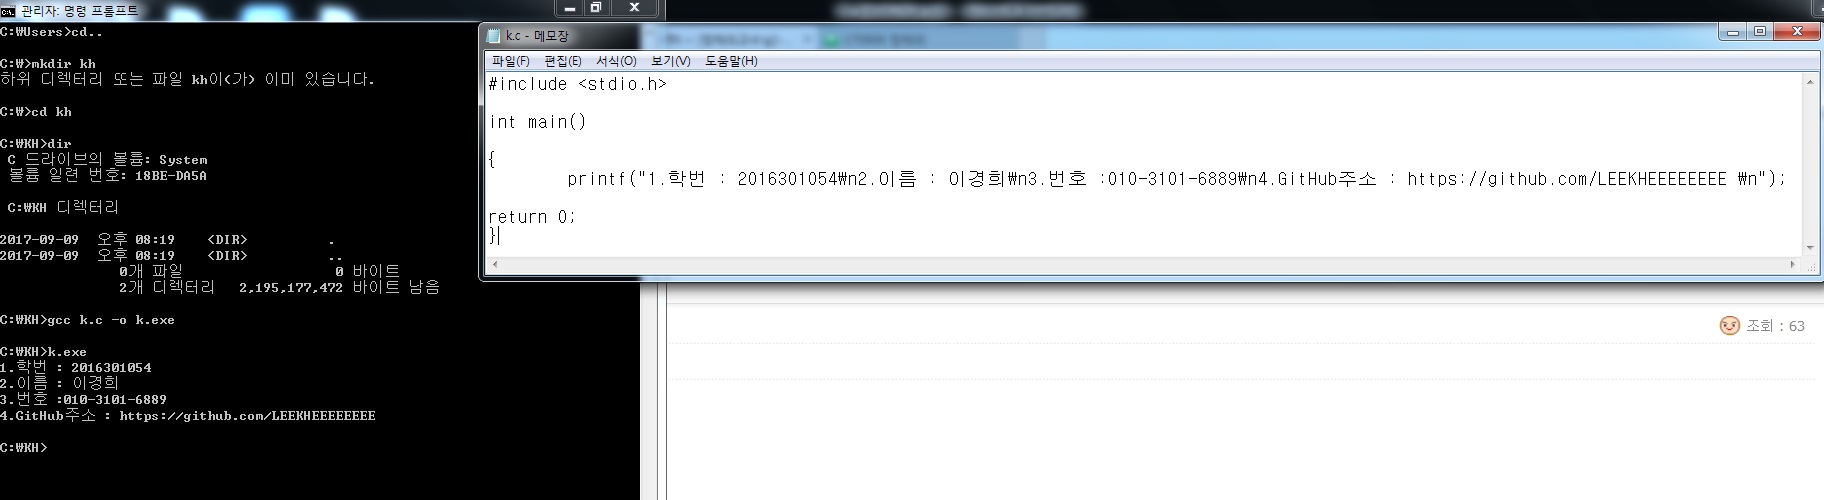 관리자: 명령 프롬프트
C:₩Users>cd..
C:₩>mkdir kh
하위 디렉터리 또는 파일 kh이(가) 이미 있습니다.
C:₩>cd kh
C:₩KH>dir
C 드라이브의 볼륨: System
볼륨 일련 번호: 18BE-DA5A
C:₩KH 디렉터리
2017-09-09 오후 08:19 <DIR> .
2017-09-09 오후 08:19 <DIR> ..
0개 파일 0 바이트
2개 디렉터리 2,195,177,472 바이트 남음
C:₩KH>gcc k.c -o k.exe
C:₩KH>k.exe
1.학번 : 2016301054
2.이름 : 이경희
3.번호 :010-3101-6889
4.GitHub주소 : https://github.com/LEEKHEEEEEEEE
C:₩KH>
k.c - 메모장
파일(F) 편집(E) 서식(O) 보기(V) 도움말(H)
#include <stdio.h>
int main()
{
printf("1.학번 : 2016301054₩n2.이름 : 이경희₩n3.번호 :010-3101-6889₩n4.GitHub주소 : https://github.com/LEEKHEEEEEEEE ₩n");
return 0;
}
조회 : 63